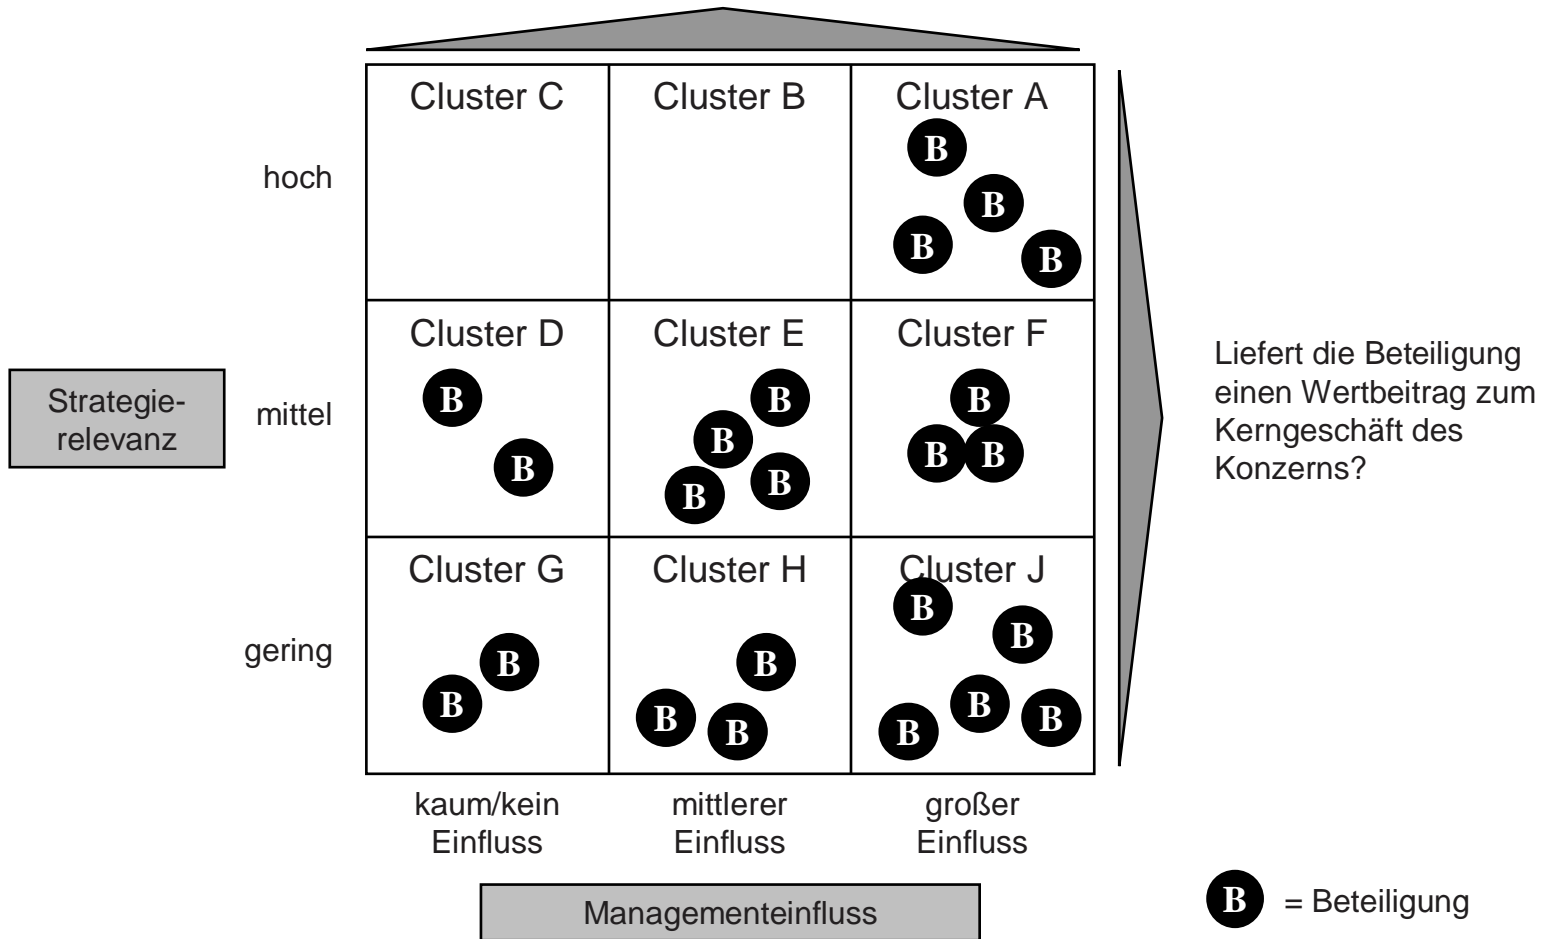 Cluster C
Cluster B
Cluster A
B
B
B
B
hoch
Cluster D
Cluster E
Cluster F
B
B
B
B
B
B
B
B
B
Strategie-
relevanz
mittel
Liefert die Beteiligung
einen Wertbeitrag zum
Kerngeschäft des
Konzerns?
Cluster G
Cluster H
Cluster J
B
B
B
B
B
B
B
B
B
B
gering
kaum/kein
Einfluss
mittlerer
Einfluss
großer
Einfluss
Managementeinfluss
B = Beteiligung